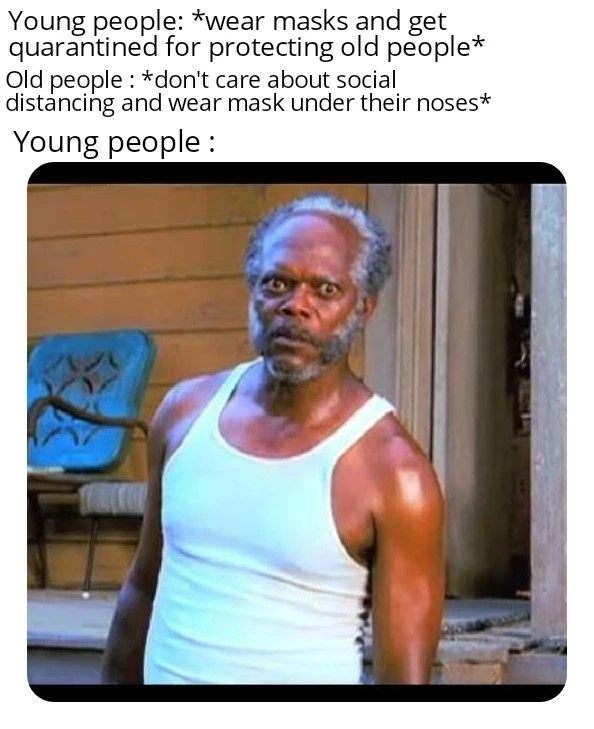 Young people: *wear masks and get
quarantined for protecting old people*
Old people : *don't care about social
distancing and wear mask under their noses*
Young people :